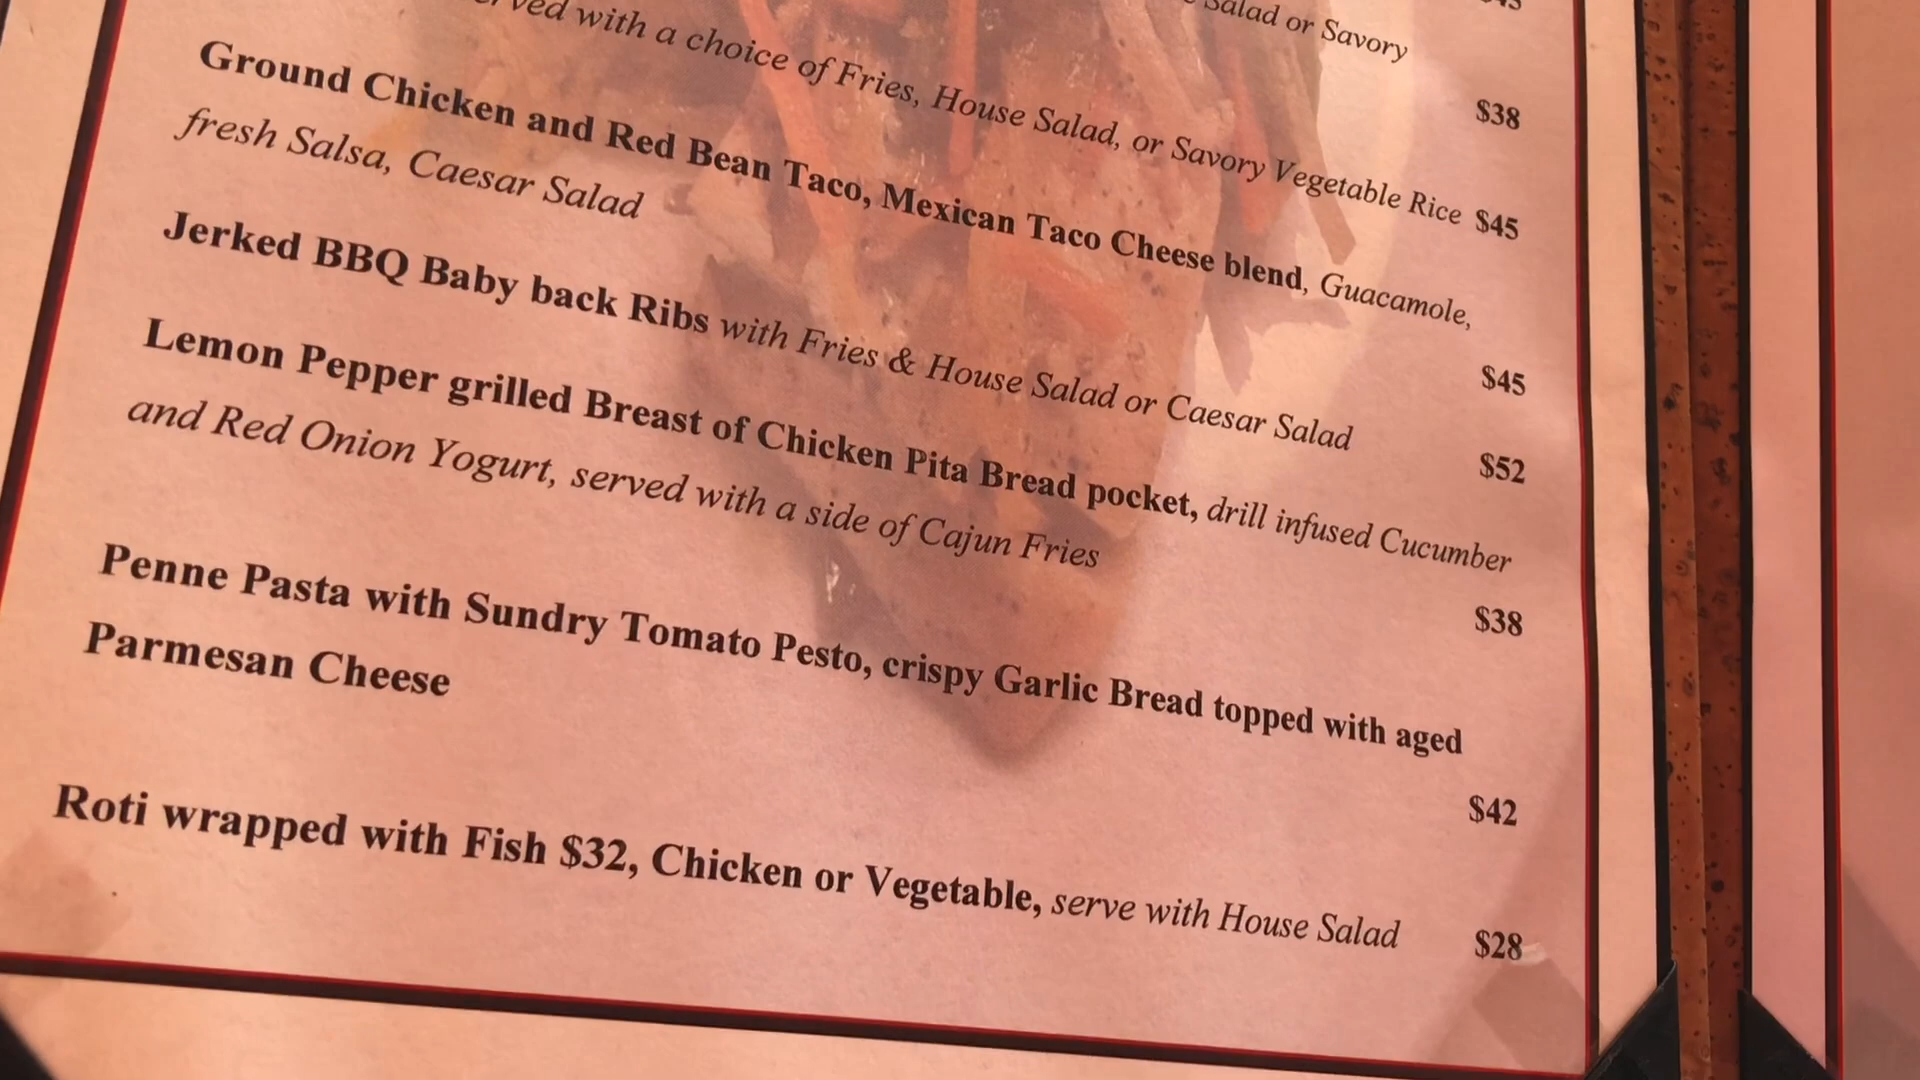 Salad or Savory
$38
with a choice of Fries, House Salad, or Savory Vegetable Rice $45
Ground Chicken and Red Bean Taco, Mexican Taco Cheese blend, Guacamole,
fresh Salsa, Caesar Salad
$45
Jerked BBQ Baby back Ribs with Fries & House Salad or Caesar Salad
$52
Lemon Pepper grilled Breast of Chicken Pita Bread pocket, drill infused Cucumber
and Red Onion Yogurt, served with a side of Cajun Fries
$38
Penne Pasta with Sundry Tomato Pesto, crispy Garlic Bread topped with aged
Parmesan Cheese
$42
Roti wrapped with Fish $32, Chicken or Vegetable, serve with House Salad $28